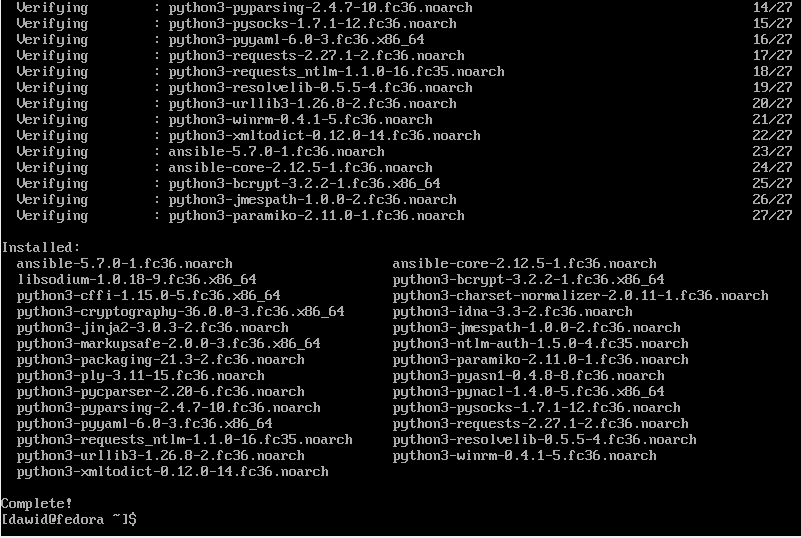 Verifying : python3-pyparsing-2.4.7-10.fc36.noarch 14/27
Verifying : python3-pysocks-1.7.1-12.fc36.noarch 15/27
Verifying : python3-pyyaml-6.0-3.fc36.x86_64 16/27
Verifying : python3-requests-2.27.1-2.fc36.noarch 17/27
Verifying : python3-requests_ntlm-1.1.0-16.fc35.noarch 18/27
Verifying : python3-resolvelib-0.5.5-4.fc36.noarch 19/27
Verifying : python3-urllib3-1.26.8-2.fc36.noarch 20/27
Verifying : python3-winrm-0.4.1-5.fc36.noarch 21/27
Verifying : python3-xmltodict-0.12.0-14.fc36.noarch 22/27
Verifying : ansible-5.7.0-1.fc36.noarch 23/27
Verifying : ansible-core-2.12.5-1.fc36.noarch 24/27
Verifying : python3-bcrypt-3.2.2-1.fc36.x86_64 25/27
Verifying : python3-jmespath-1.0.0-2.fc36.noarch 26/27
Verifying : python3-paramiko-2.11.0-1.fc36.noarch 27/27
Installed:
ansible-5.7.0-1.fc36.noarch ansible-core-2.12.5-1.fc36.noarch
libsodium-1.0.18-9.fc36.x86_64 python3-bcrypt-3.2.2-1.fc36.x86_64
python3-cffi-1.15.0-5.fc36.x86_64 python3-charset-normalizer-2.0.11-1.fc36.noarch
python3-cryptography-36.0.0-3.fc36.x86_64 python3-idna-3.3-2.fc36.noarch
python3-jinja2-3.0.3-2.fc36.noarch python3-jmespath-1.0.0-2.fc36.noarch
python3-markupsafe-2.0.0-3.fc36.x86_64 python3-ntlm-auth-1.5.0-4.fc35.noarch
python3-packaging-21.3-2.fc36.noarch python3-paramiko-2.11.0-1.fc36.noarch
python3-ply-3.11-15.fc36.noarch python3-pyasn1-0.4.8-8.fc36.noarch
python3-pycparser-2.20-6.fc36.noarch python3-pynacl-1.4.0-5.fc36.x86_64
python3-pyparsing-2.4.7-10.fc36.noarch python3-pysocks-1.7.1-12.fc36.noarch
python3-pyyaml-6.0-3.fc36.x86_64 python3-requests-2.27.1-2.fc36.noarch
python3-requests_ntlm-1.1.0-16.fc35.noarch python3-resolvelib-0.5.5-4.fc36.noarch
python3-urllib3-1.26.8-2.fc36.noarch python3-winrm-0.4.1-5.fc36.noarch
python3-xmltodict-0.12.0-14.fc36.noarch
Complete!
[dawid@fedora ~]$